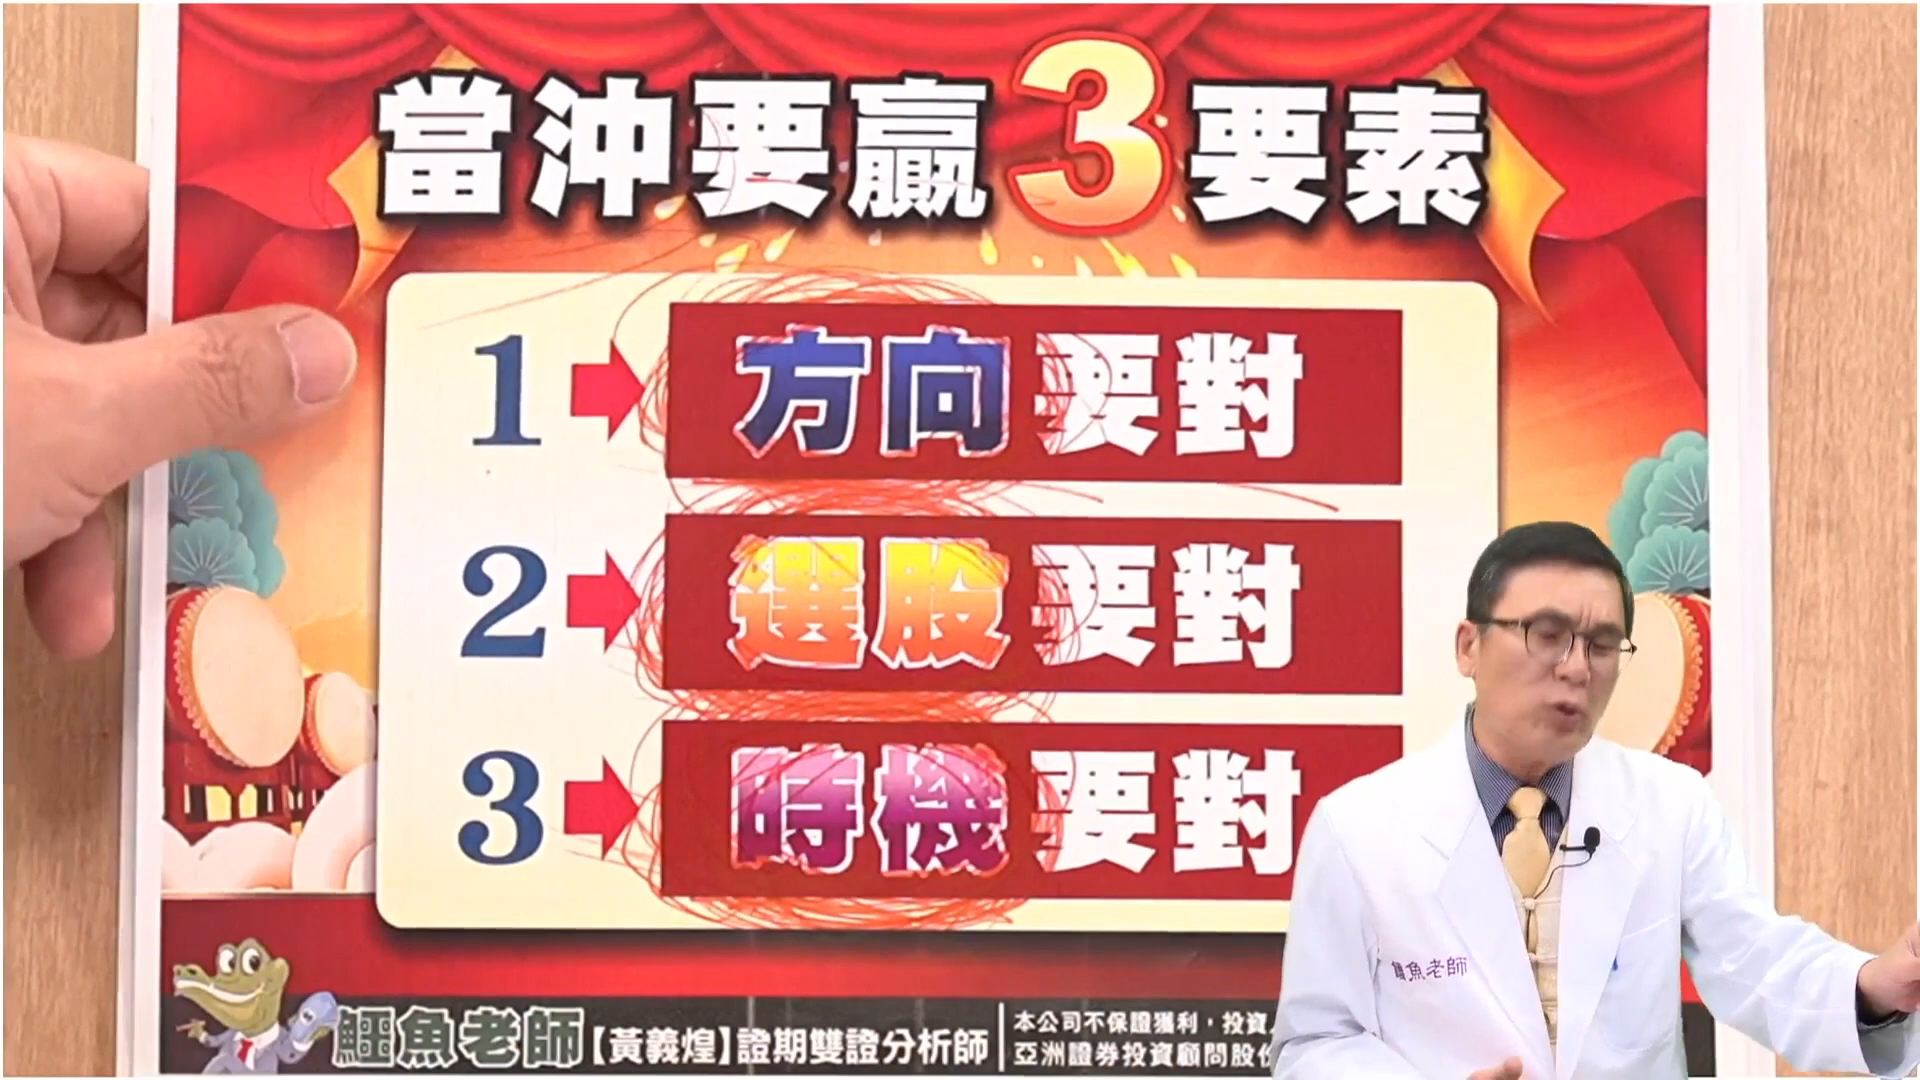 當沖要贏3要素
1 方向要對
2 選股要對
3 時機要對
鱷魚老師
鱷魚老師【黃義煌】證期雙證分析師
本公司不保證獲利，投資
亞洲證券投資顧問股份